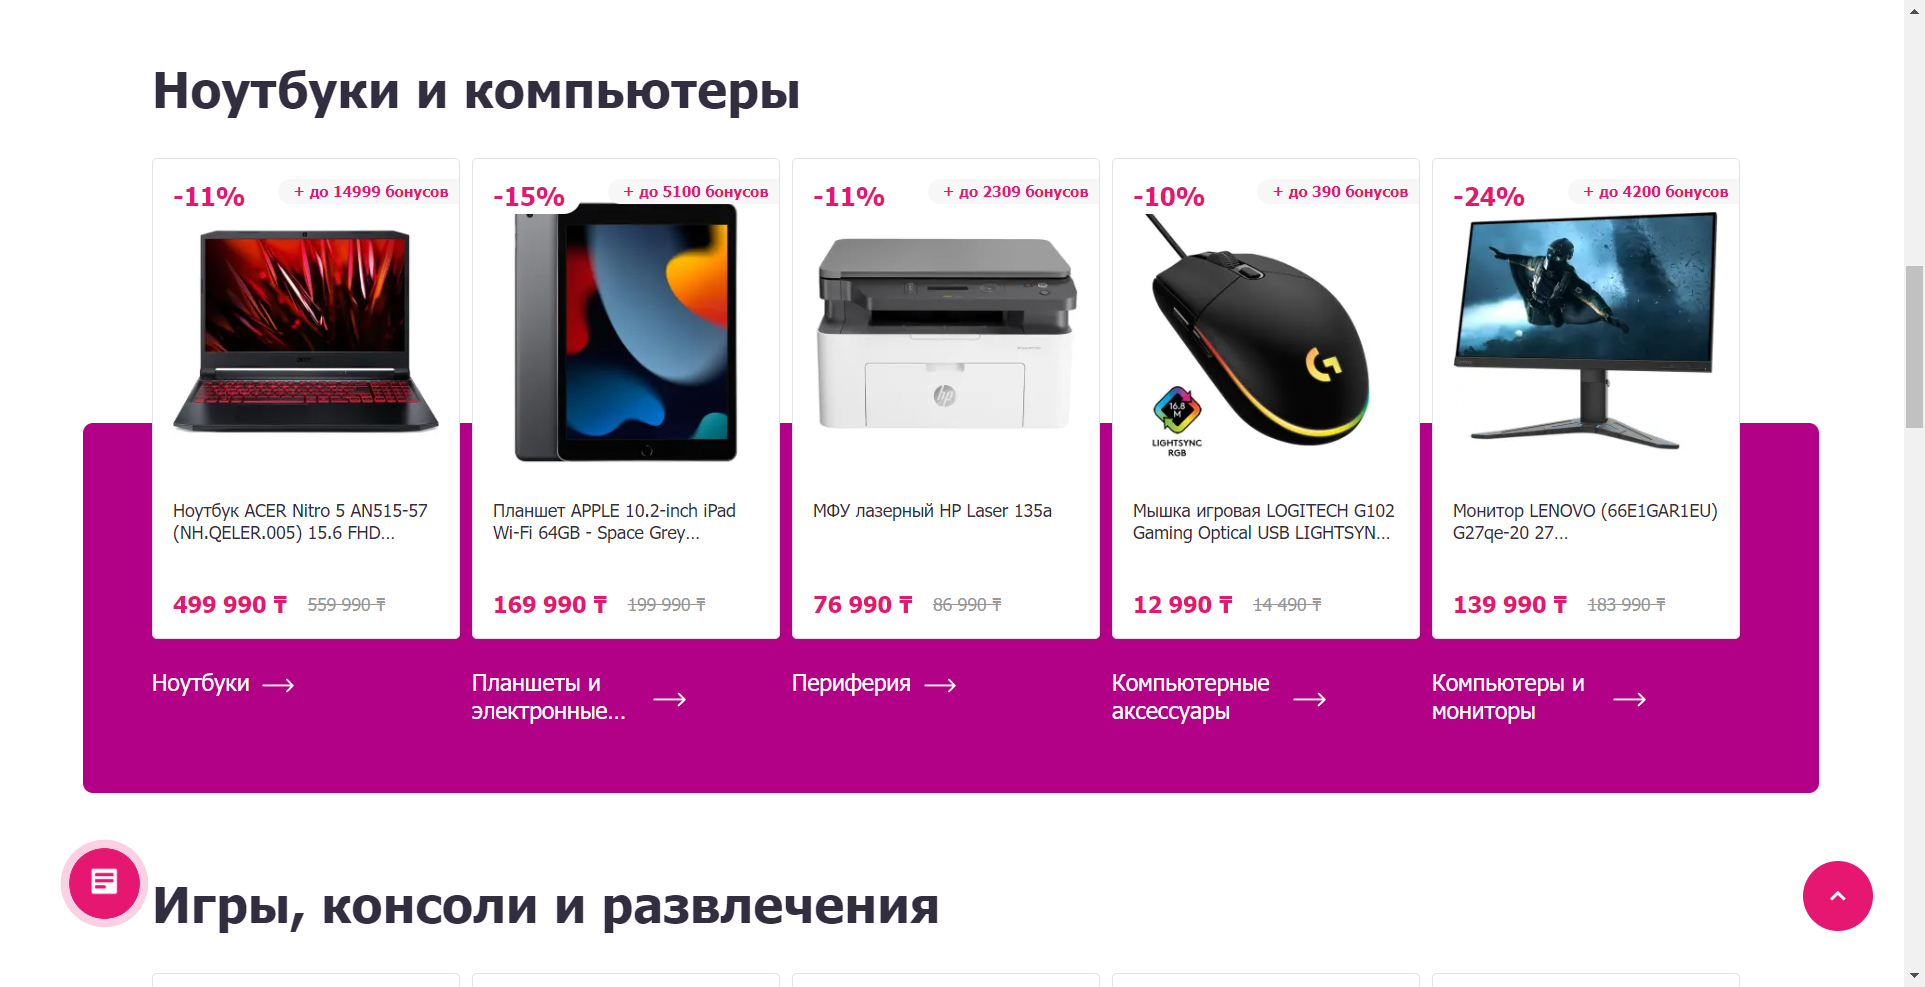 Ноутбуки и компьютеры
-11%
+ до 14999 бонусов
Ноутбук ACER Nitro 5 AN515-57
(NH.QELER.005) 15.6 FHD...
499 990 ₸ 559 990 ₸
-15%
+ до 5100 бонусов
Планшет APPLE 10.2-inch iPad
Wi-Fi 64GB - Space Grey...
169 990 ₸ 199 990 ₸
-11%
+ до 2309 бонусов
hp
МФУ лазерный HP Laser 135a
76 990 ₸ 86 990 ₸
-10%
+ до 390 бонусов
16.8
M
LIGHTSYNC
RGB
Мышка игровая LOGITECH G102
Gaming Optical USB LIGHTSYN...
12 990 ₸ 14 490 ₸
-24%
+ до 4200 бонусов
Монитор LENOVO (66E1GAR1EU)
G27qe-20 27...
139 990 ₸ 183 990 ₸
Ноутбуки
Планшеты и
электронные...
Периферия
Компьютерные
аксессуары
Компьютеры и
мониторы
Игры, консоли и развлечения